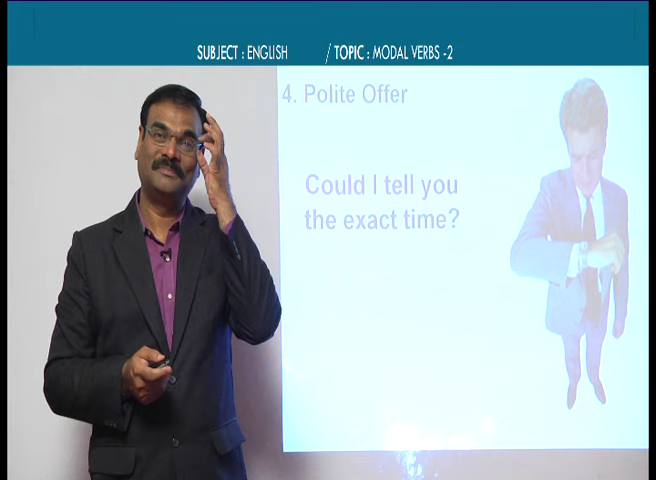 SUBJECT : ENGLISH / TOPIC : MODAL VERBS -2
4. Polite Offer
Could I tell you
the exact time?